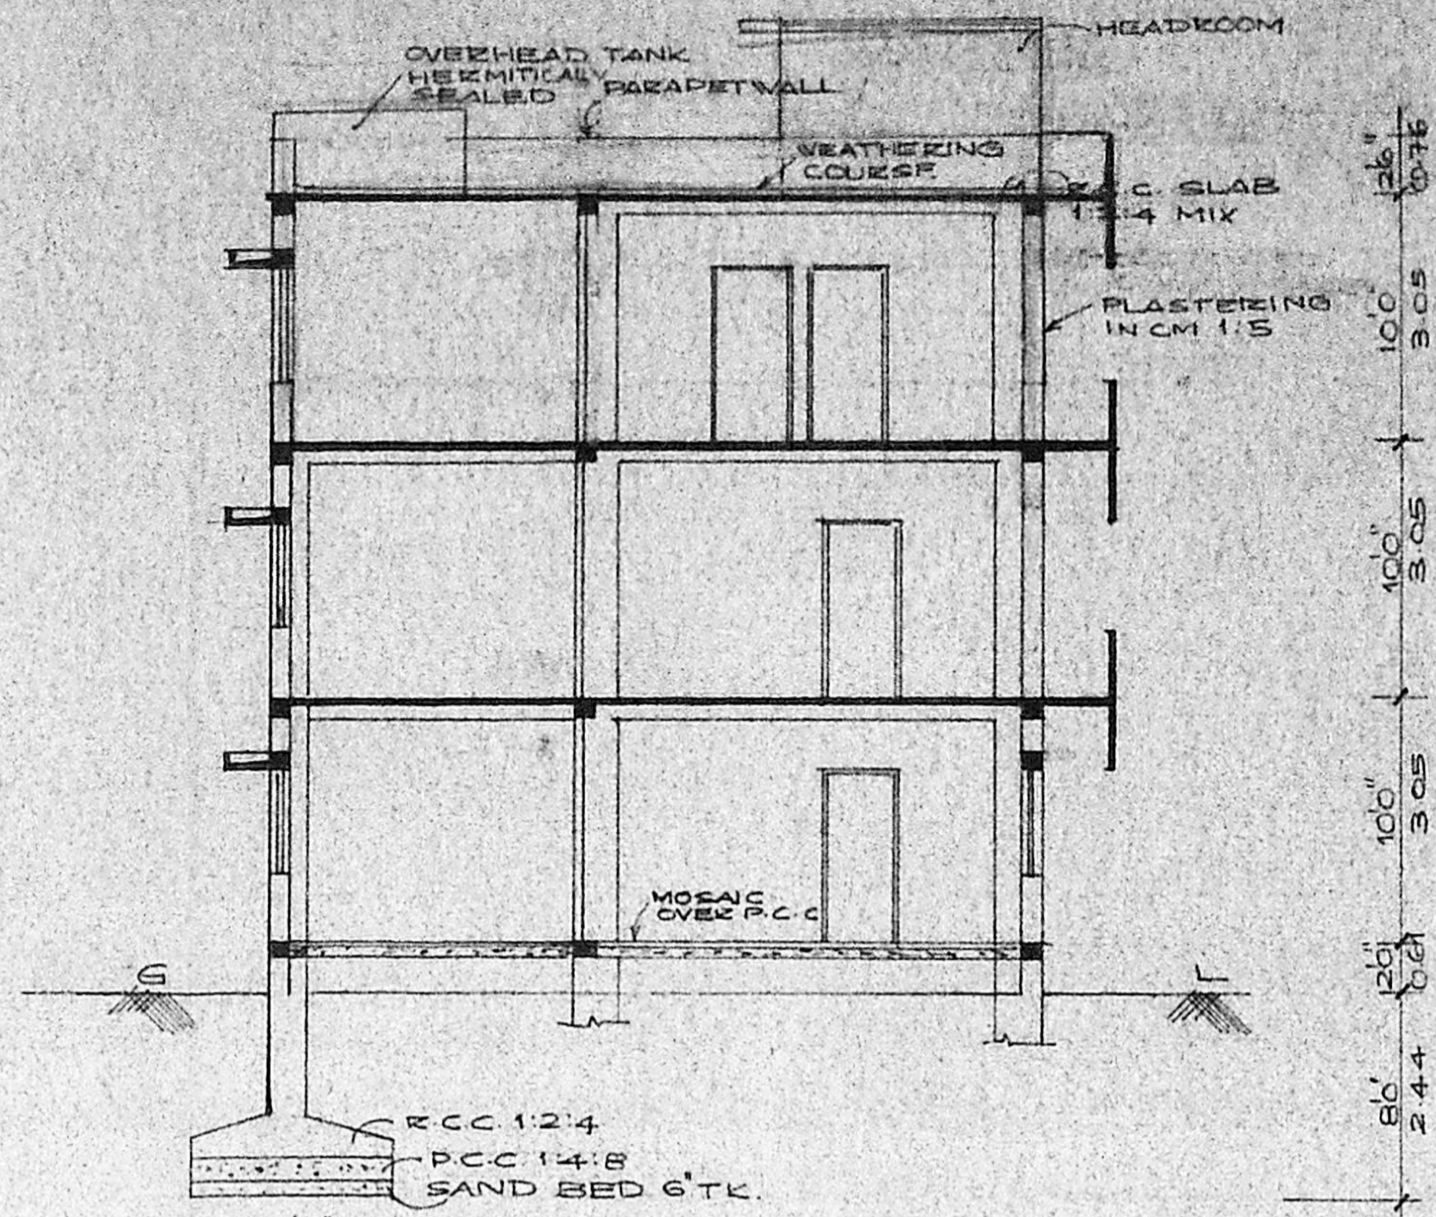 HEADROOM
OVERHEAD TANK
HERMITICALLY
SEALED
PARAPET WALL
WEATHERING
COURSE
R.C.C. SLAB
1:2:4 MIX
PLASTERING
IN CM 1:5
MOSAIC
OVER P.C.C
G
L
R.C.C. 1:2:4
P.C.C. 1:4:8
SAND BED 6" TK.
2'6"
0.76
10'0
3.05
10'0"
3.05
10'0"
3.05
2'0"
0.61
8'0'
2.44